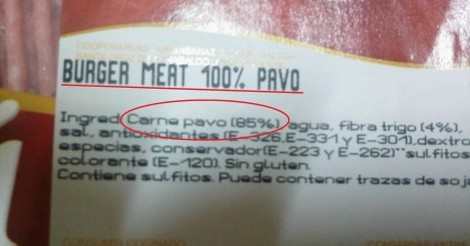 BURGER MEAT 100% PAVO
Ingred. Carne pavo (85%) agua, fibra trigo (4%),
sal, antioxidantes (E-326,E-331 y E-301),dextro
especias, conservador(E-223 y E-262)**sulfitos
colorante (E-120). Sin gluten.
Contiene sulfitos. Puede contener trazas de soj